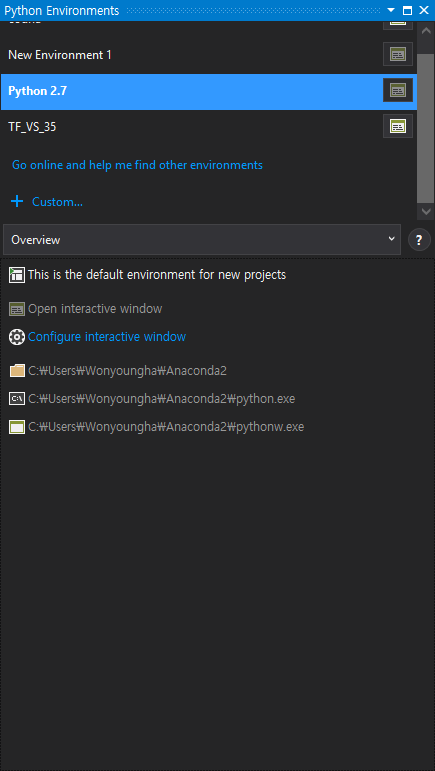 Python Environments
New Environment 1
Python 2.7
TF_VS_35
Go online and help me find other environments
+ Custom...
Overview
?
This is the default environment for new projects
Open interactive window
Configure interactive window
C:₩Users₩Wonyoungha₩Anaconda2
C:\ C:₩Users₩Wonyoungha₩Anaconda2₩python.exe
C:₩Users₩Wonyoungha₩Anaconda2₩pythonw.exe